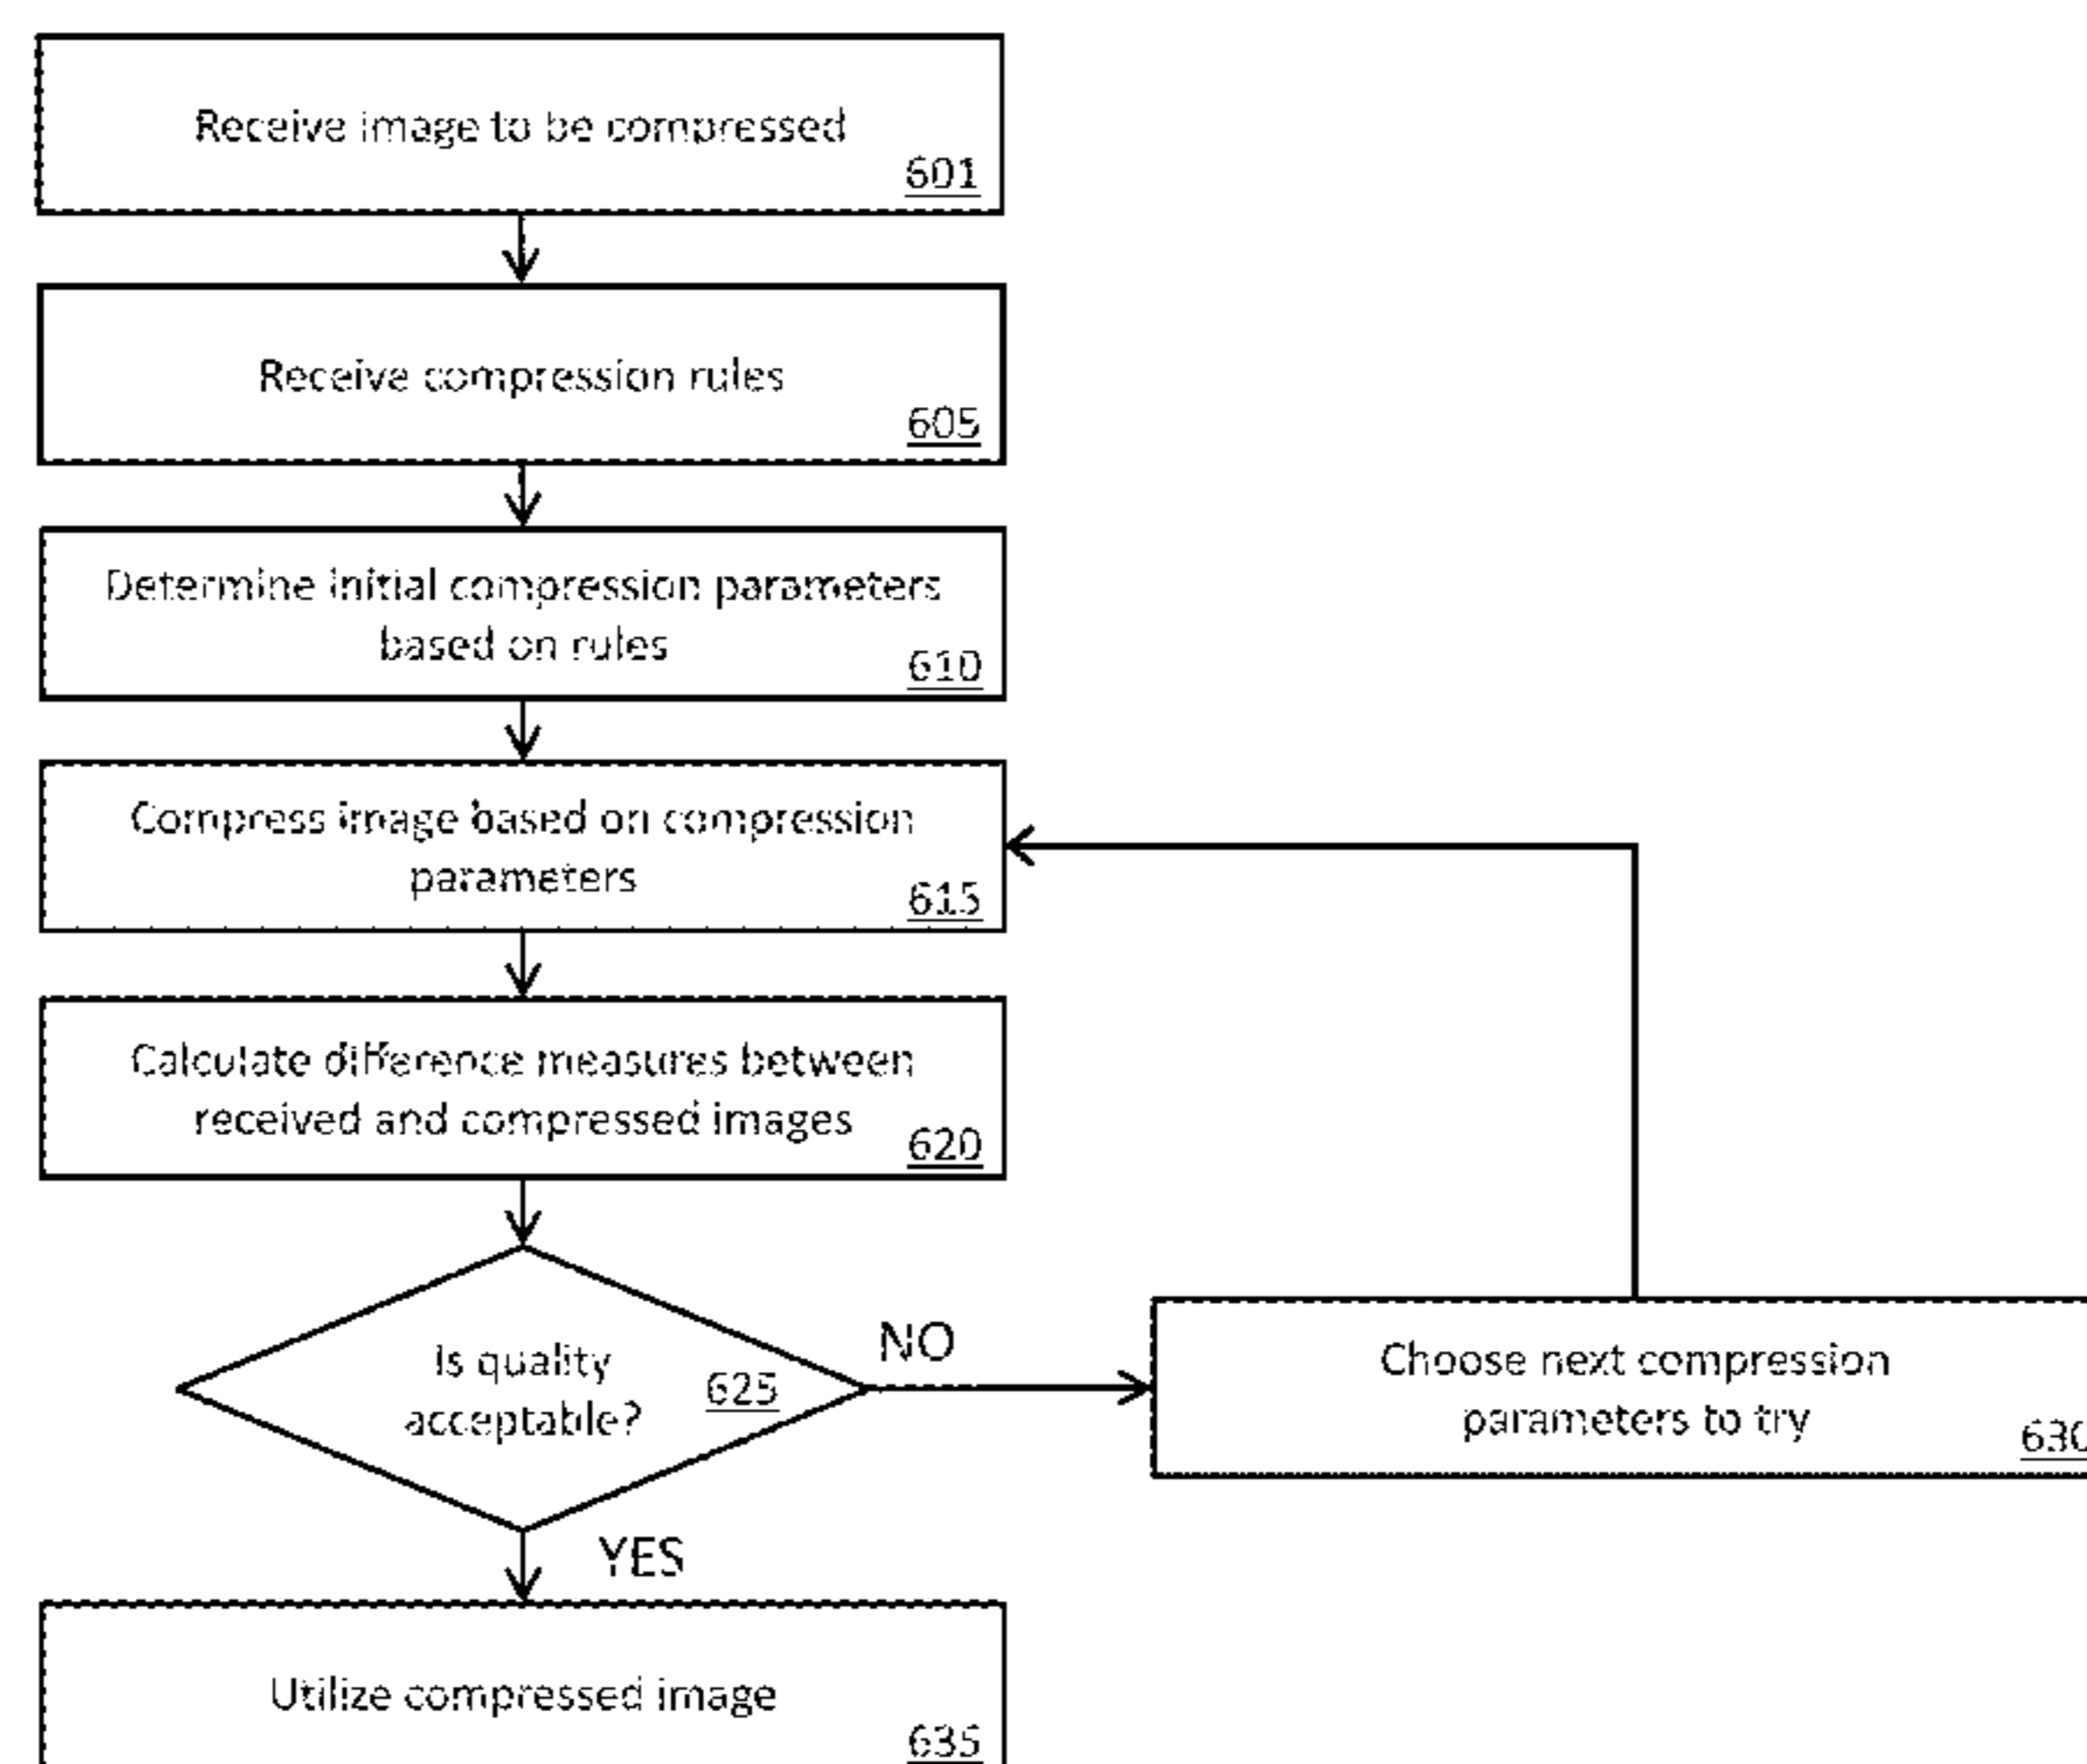 Receive image to be compressed
601
Receive compression rules
605
Determine initial compression parameters
based on rules
610
Compress image based on compression
parameters
615
Calculate difference measures between
received and compressed images
620
Is quality
acceptable?
625
NO
Choose next compression
parameters to try
630
YES
Utilize compressed image
635